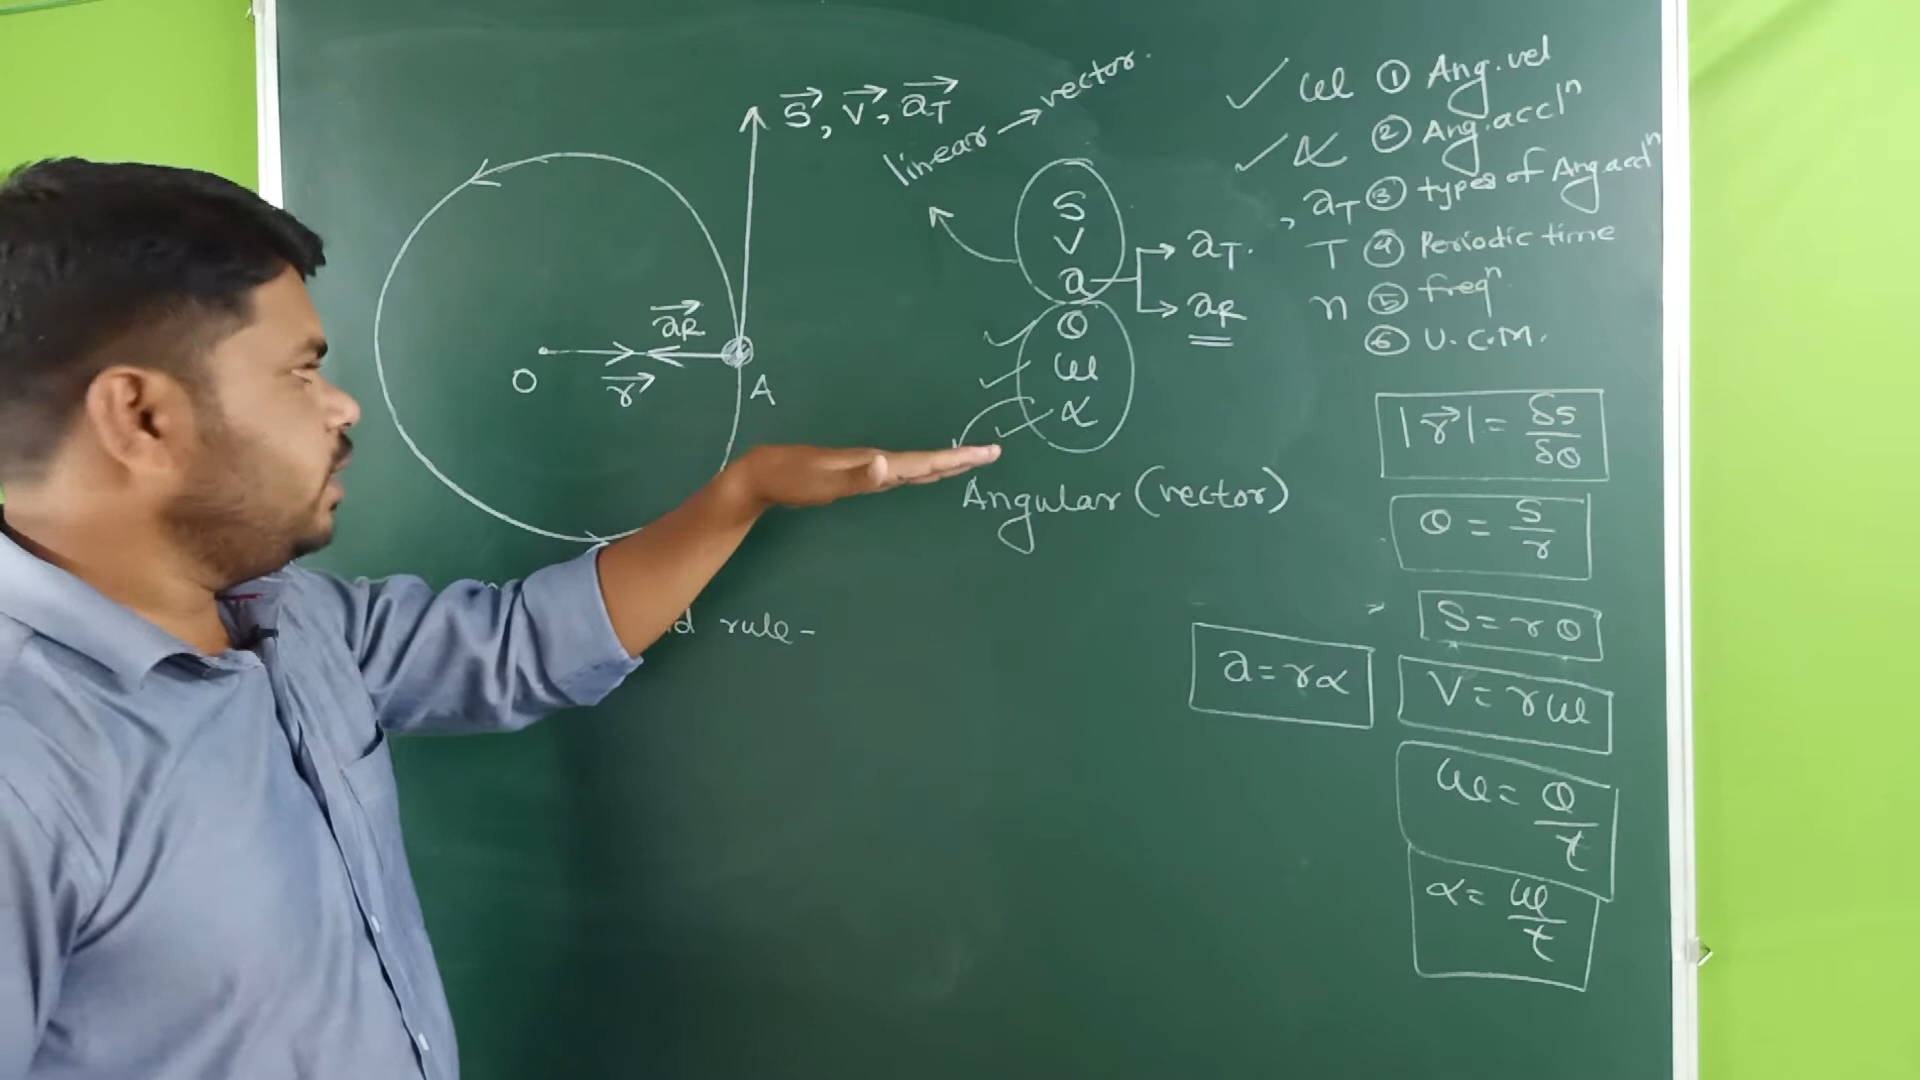 S⃗, V⃗, a⃗T
a⃗R
r⃗
O
A
rule-
linear → vector.
S
V
a
aT.
aR
θ
ω
α
Angular (vector)
ω ① Ang.vel
α ② Ang.acclⁿ
, aT ③ types of Ang acclⁿ
T ④ Periodic time
n ⑤ freqⁿ
⑥ U.C.M.
|r⃗| = δs/δθ
θ = S/r
S = rθ
a = rα
V = rω
ω = θ/t
α = ω/t